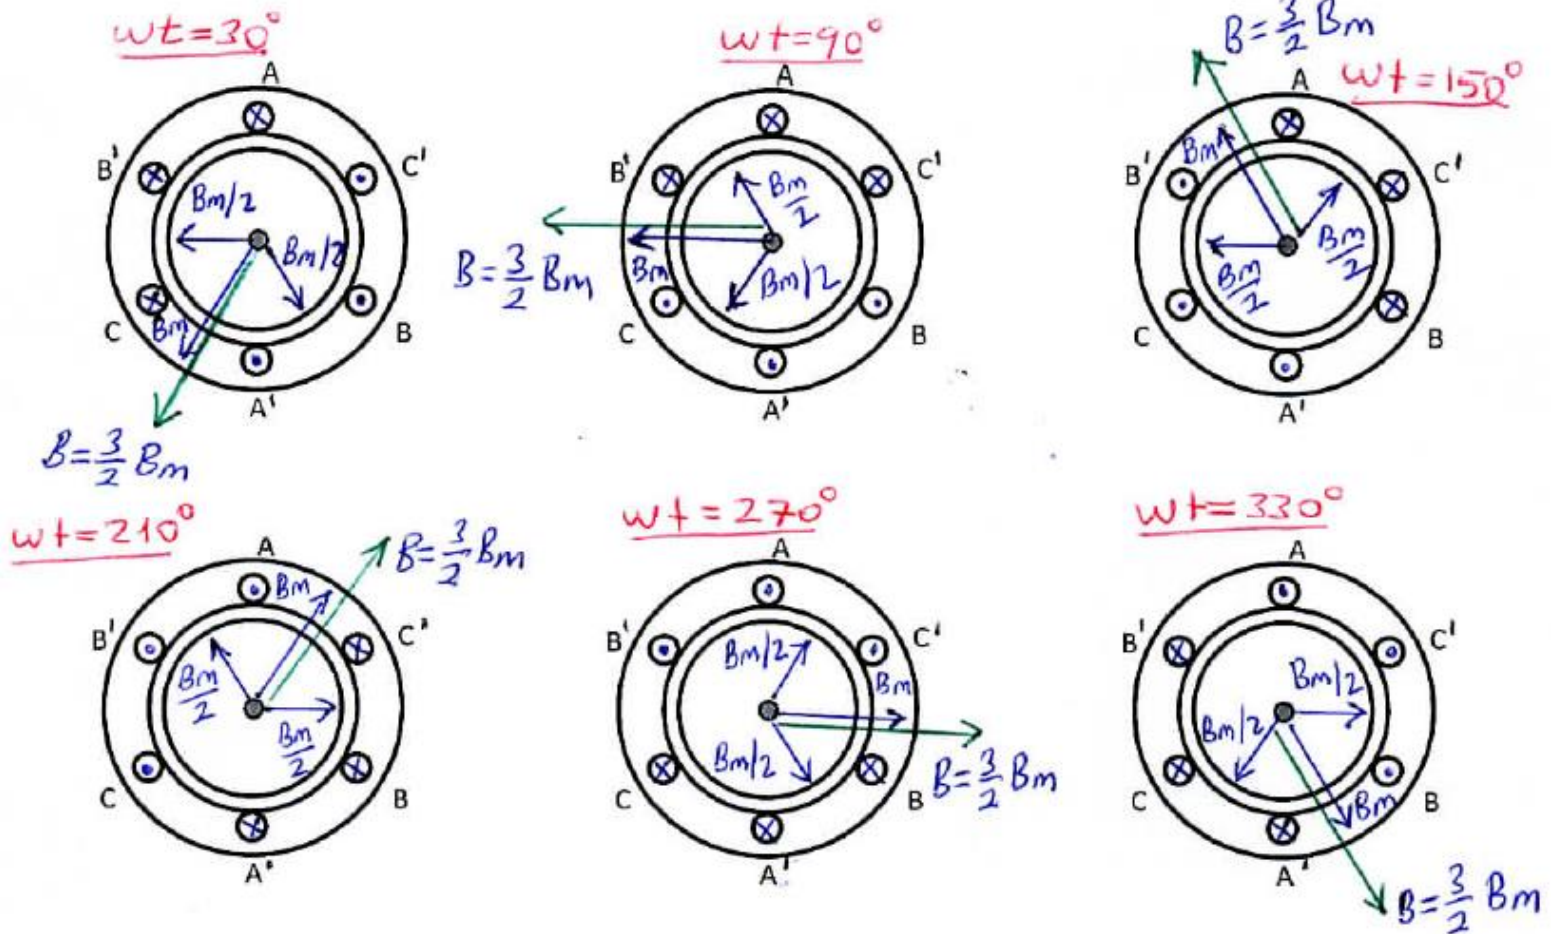 wt=30°
A
B'
C'
Bm/2
Bm/2
Bm
C
B
A'
B=3/2 Bm
wt=90°
A
B'
C'
Bm/2
Bm
Bm/2
B=3/2 Bm
C
B
A'
B=3/2 Bm
wt=150°
A
Bm
B'
C'
Bm/2
Bm/2
C
B
A'
wt=210°
A
Bm
B=3/2 Bm
B'
C'
Bm/2
Bm/2
C
B
A'
wt=270°
A
B'
C'
Bm/2
Bm
Bm/2
C
B
B=3/2 Bm
A'
wt=330°
A
B'
C'
Bm/2
Bm/2
Bm
C
B
A'
B=3/2 Bm